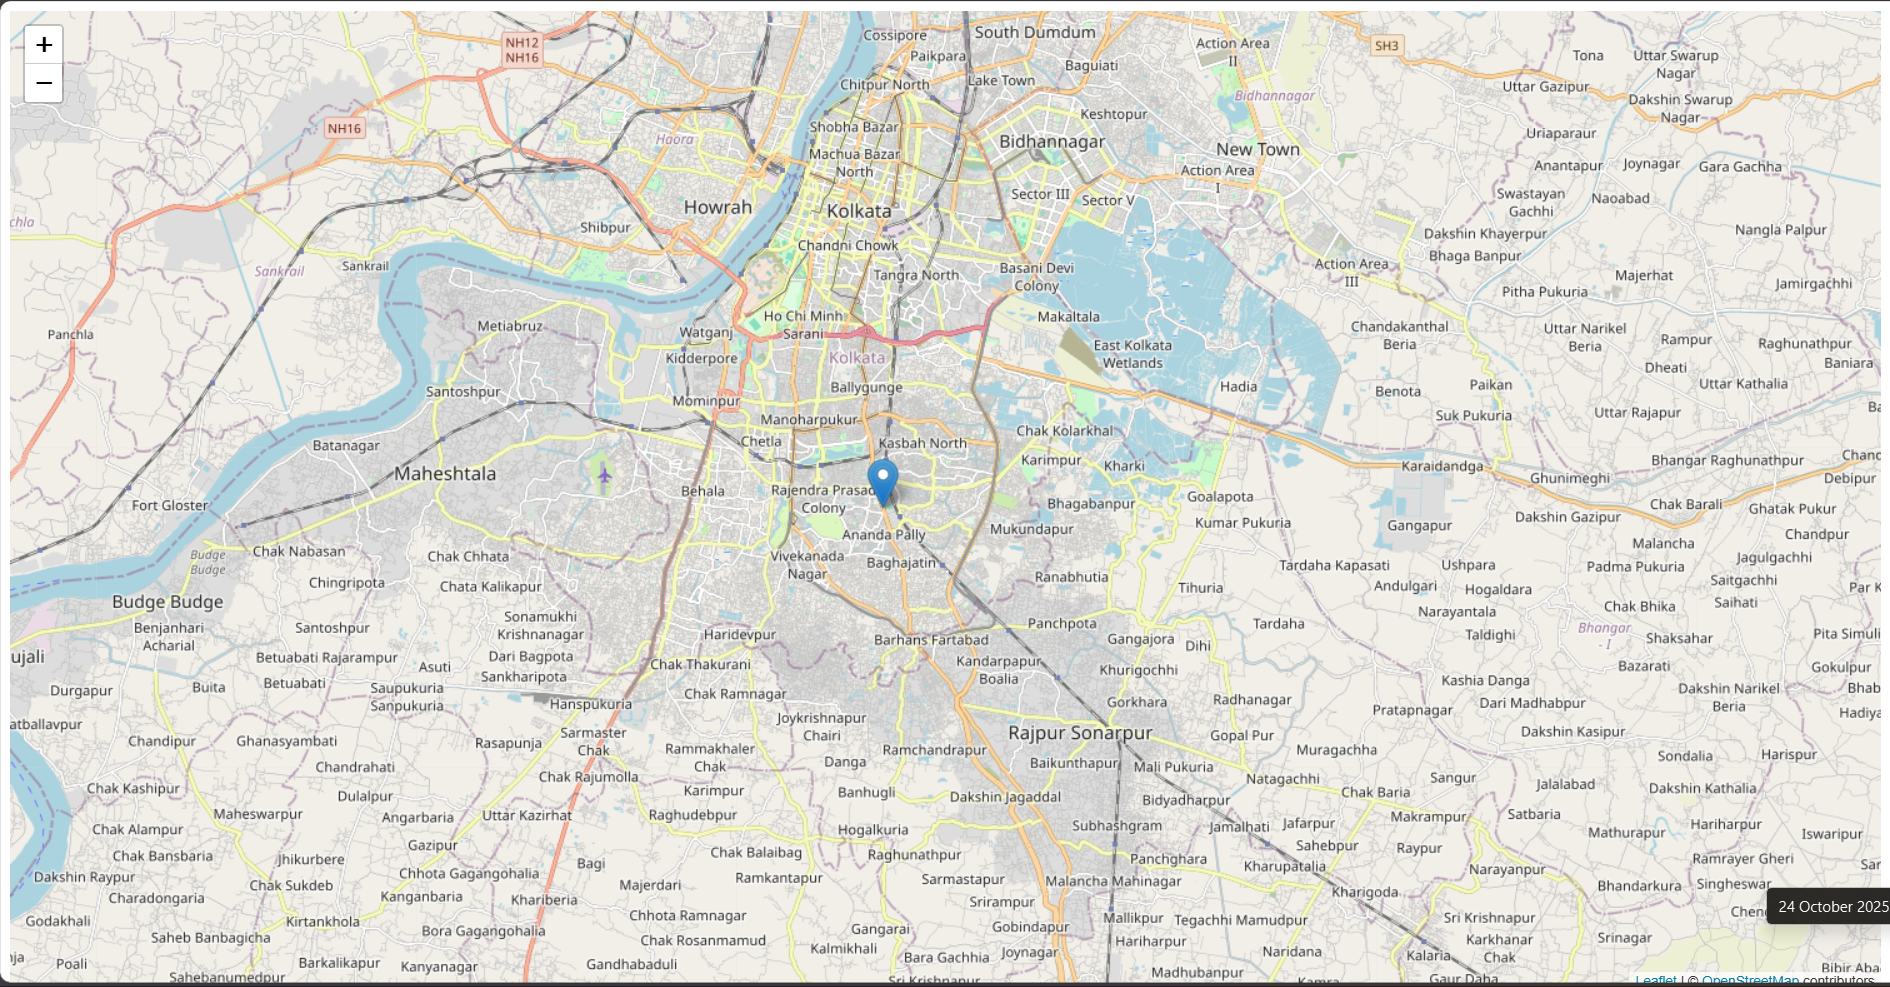 +
−
NH12
NH16
NH16
SH3
Cossipore
South Dumdum
Paikpara
Action Area
II
Tona
Uttar Swarup
Nagar
Baguiati
Lake Town
Chitpur North
Uttar Gazipur
Bidhannagar
Dakshin Swarup
Nagar
Keshtopur
Shobha Bazar
Haora
Bidhannagar
Uriaparaur
New Town
Machua Bazar
North
Anantapur
Joynagar
Gara Gachha
Action Area
I
Sector III
Sector V
Swastayan
Gachhi
Naoabad
Howrah
Kolkata
chla
Shibpur
Dakshin Khayerpur
Nangla Palpur
Chandni Chowk
Bhaga Banpur
Sankrail
Sankrail
Tangra North
Basani Devi
Colony
Action Area
III
Majerhat
Jamirgachhi
Pitha Pukuria
Ho Chi Minh
Sarani
Makaltala
Metiabruz
Watganj
Chandakanthal
Beria
Uttar Narikel
Beria
Rampur
Raghunathpur
Panchla
Kidderpore
Kolkata
East Kolkata
Wetlands
Baniara
Dheati
Santoshpur
Ballygunge
Hadia
Benota
Paikan
Uttar Kathalia
Mominpur
Manoharpukur
Suk Pukuria
Uttar Rajapur
Ba
Batanagar
Chetla
Kasbah North
Chak Kolarkhal
Maheshtala
Karimpur
Kharki
Karaidandga
Bhangar Raghunathpur
Chand
Ghunimeghi
Debipur
Fort Gloster
Behala
Rajendra Prasad
Colony
Bhagabanpur
Goalapota
Chak Barali
Ghatak Pukur
Kumar Pukuria
Gangapur
Dakshin Gazipur
Mukundapur
Ananda Pally
Chandpur
Malancha
Budge
Budge
Chak Nabasan
Chak Chhata
Vivekanada
Nagar
Baghajatin
Tardaha Kapasati
Ushpara
Padma Pukuria
Jagulgachhi
Chingripota
Chata Kalikapur
Ranabhutia
Tihuria
Andulgari
Hogaldara
Saitgachhi
Par K
Budge Budge
Narayantala
Chak Bhika
Saihati
Sonamukhi
Krishnanagar
Benjanhari
Acharial
Santoshpur
Haridevpur
Barhans Fartabad
Panchpota
Gangajora
Dihi
Tardaha
Taldighi
Bhangar
- I
Shaksahar
Pita Simuli
ujali
Betuabati Rajarampur
Asuti
Dari Bagpota
Sankharipota
Chak Thakurani
Kandarpapur
Boalia
Khurigochhi
Bazarati
Gokulpur
Durgapur
Buita
Betuabati
Saupukuria
Sanpukuria
Hanspukuria
Chak Ramnagar
Gorkhara
Radhanagar
Kashia Danga
Dakshin Narikel
Beria
Bhab
Pratapnagar
Dari Madhabpur
Hadiya
atballavpur
Joykrishnapur
Chairi
Rajpur Sonarpur
Gopal Pur
Dakshin Kasipur
Chandipur
Ghanasyambati
Rasapunja
Sarmaster
Chak
Rammakhaler
Chak
Ramchandrapur
Muragachha
Sondalia
Harispur
Chandrahati
Chak Rajumolla
Danga
Baikunthapur
Mali Pukuria
Natagachhi
Sangur
Jalalabad
Chak Kashipur
Dulalpur
Karimpur
Banhugli
Dakshin Jagaddal
Bidyadharpur
Chak Baria
Dakshin Kathalia
Maheswarpur
Angarbaria
Uttar Kazirhat
Raghudebpur
Makrampur
Satbaria
Chak Alampur
Hogalkuria
Subhashgram
Jamalhati
Jafarpur
Mathurapur
Hariharpur
Iswaripur
Chak Bansbaria
Jhikurbere
Gazipur
Bagi
Chak Balaibag
Raghunathpur
Panchghara
Sahebpur
Raypur
Ramrayer Gheri
Dakshin Raypur
Chak Sukdeb
Chhota Gagangohalia
Majerdari
Ramkantapur
Sarmastapur
Malancha Mahinagar
Kharupatalia
Narayanpur
Sar
Charadongaria
Kanganbaria
Khariberia
Srirampur
Kharigoda
Bhandarkura
Singheswar
Godakhali
Kirtankhola
Chhota Ramnagar
Mallikpur
Tegachhi Mamudpur
Sri Krishnapur
Chen
24 October 2025
Saheb Banbagicha
Bora Gagangohalia
Chak Rosanmamud
Gangarai
Gobindapur
Hariharpur
Karkhanar
Chak
Srinagar
Kalmikhali
Bara Gachhia
Joynagar
Naridana
Kalaria
nja
Poali
Barkalikapur
Kanyanagar
Gandhabaduli
Madhubanpur
Bibir Aba
Sahebanumedpur
Sri Krishnapur
Kamra
Gaur Daha
Leaflet | © OpenStreetMap contributors